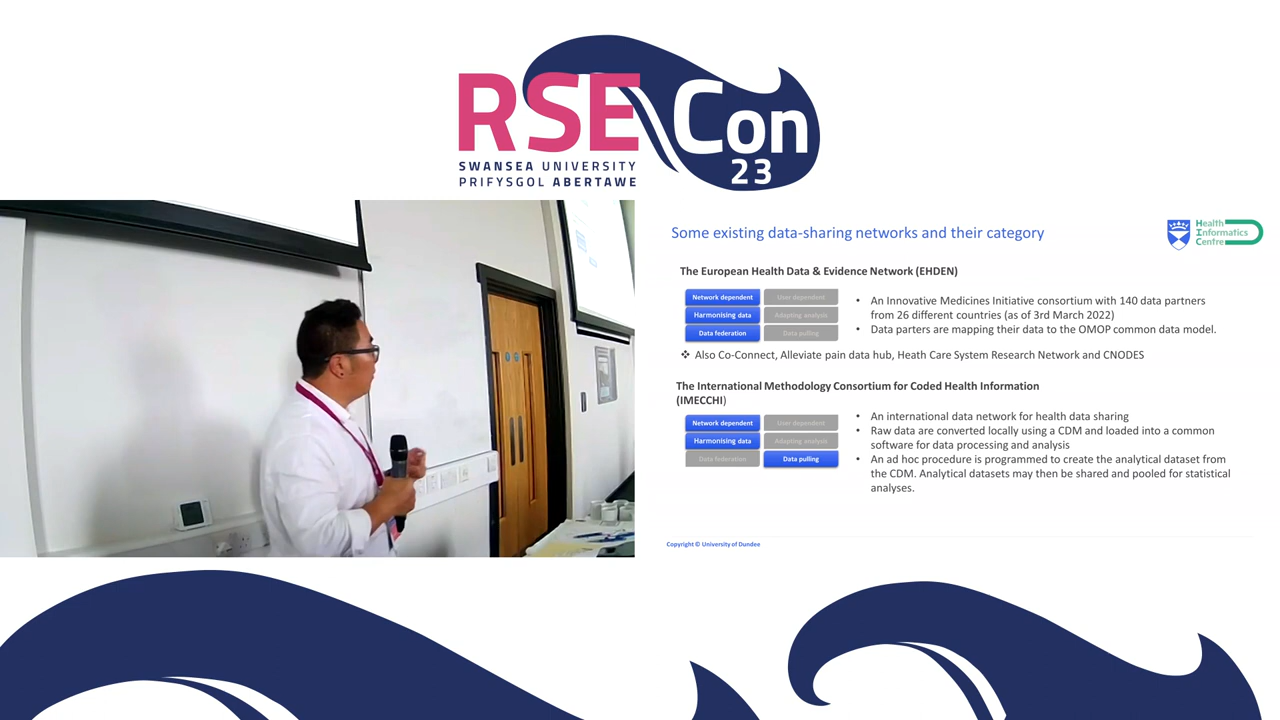 RSE Con
23
SWANSEA UNIVERSITY
PRIFYSGOL ABERTAWE
Some existing data-sharing networks and their category
Health
Informatics
Centre
The European Health Data & Evidence Network (EHDEN)
Network dependent User dependent
Harmonising data Adapting analysis
Data federation Data pulling
• An Innovative Medicines Initiative consortium with 140 data partners
from 26 different countries (as of 3rd March 2022)
• Data parters are mapping their data to the OMOP common data model.
❖ Also Co-Connect, Alleviate pain data hub, Heath Care System Research Network and CNODES
The International Methodology Consortium for Coded Health Information
(IMECCHI)
Network dependent User dependent
Harmonising data Adapting analysis
Data federation Data pulling
• An international data network for health data sharing
• Raw data are converted locally using a CDM and loaded into a common
software for data processing and analysis
• An ad hoc procedure is programmed to create the analytical dataset from
the CDM. Analytical datasets may then be shared and pooled for statistical
analyses.
Copyright © University of Dundee